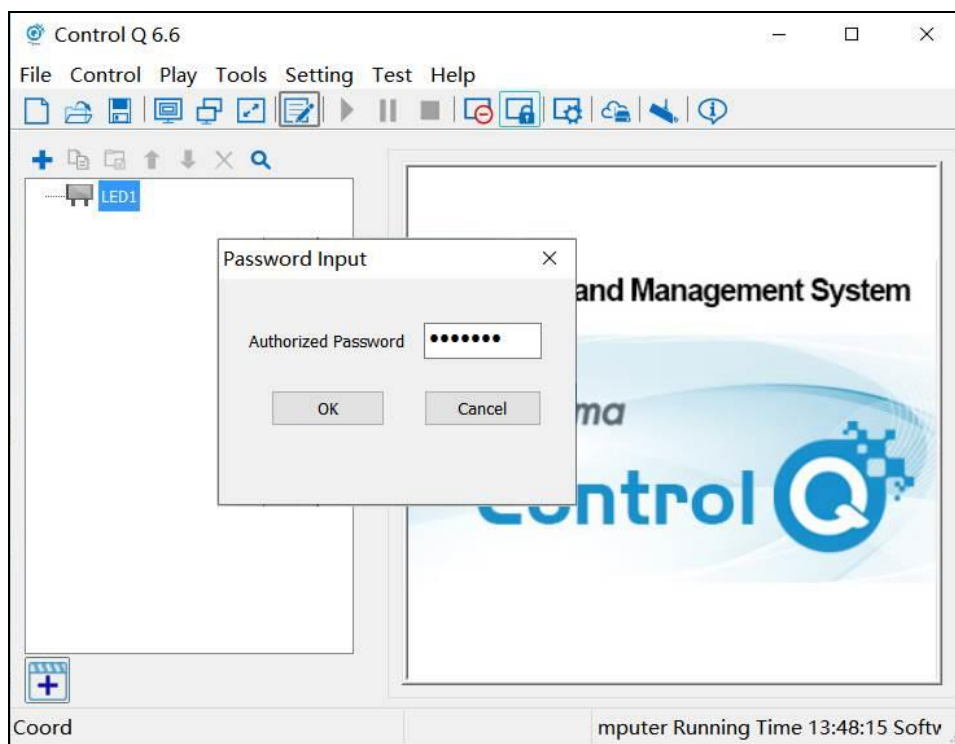 Control Q 6.6
File Control Play Tools Setting Test Help
LED1
Password Input
and Management System
Authorized Password
•••••••
OK Cancel
ma
Control Q
Coord mputer Running Time 13:48:15 Softv